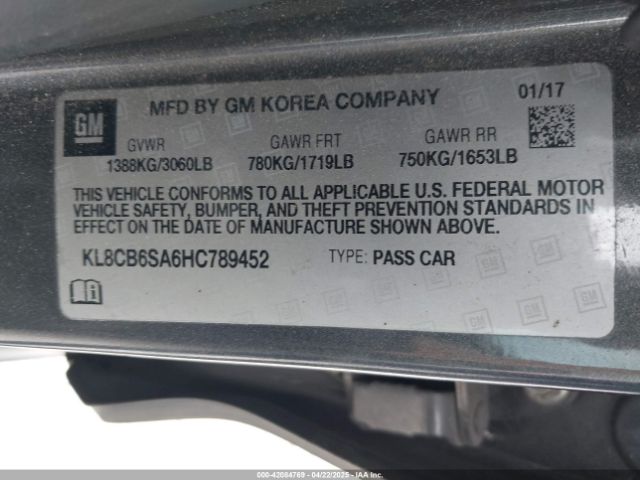 GM
MFD BY GM KOREA COMPANY
01/17
GVWR GAWR FRT GAWR RR
1388KG/3060LB 780KG/1719LB 750KG/1653LB
THIS VEHICLE CONFORMS TO ALL APPLICABLE U.S. FEDERAL MOTOR
VEHICLE SAFETY, BUMPER, AND THEFT PREVENTION STANDARDS IN
EFFECT ON THE DATE OF MANUFACTURE SHOWN ABOVE.
KL8CB6SA6HC789452 TYPE: PASS CAR
000-42084769 - 04/22/2025 - IAA Inc.